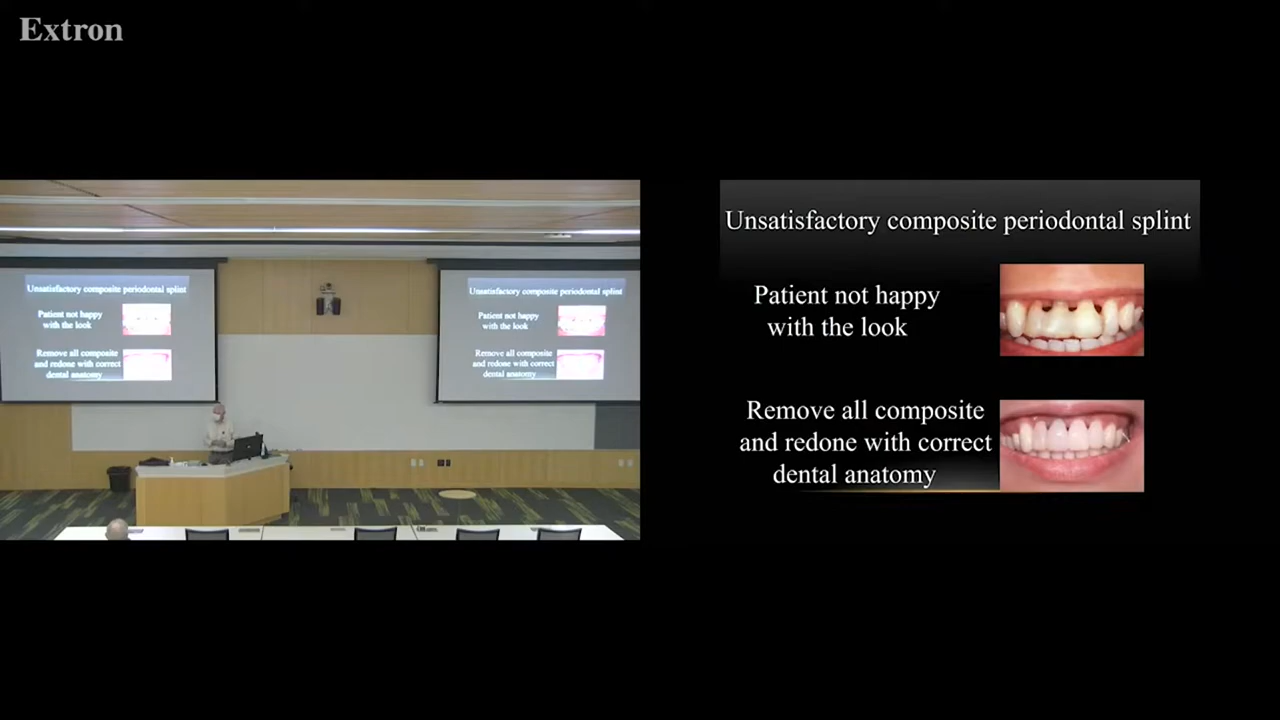 Extron
Unsatisfactory composite periodontal splint
Patient not happy
with the look
Remove all composite
and redone with correct
dental anatomy
Unsatisfactory composite periodontal splint
Patient not happy
with the look
Remove all composite
and redone with correct
dental anatomy
Unsatisfactory composite periodontal splint
Patient not happy
with the look
Remove all composite
and redone with correct
dental anatomy